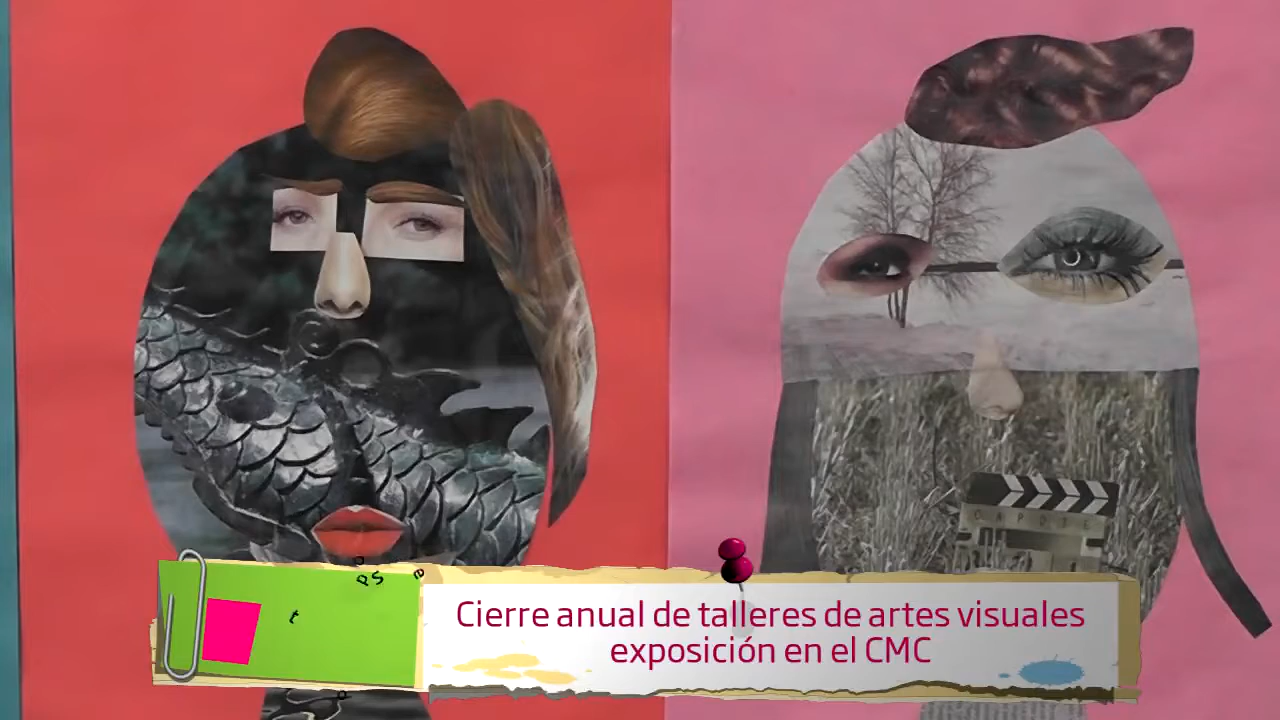 Cierre anual de talleres de artes visuales
exposición en el CMC